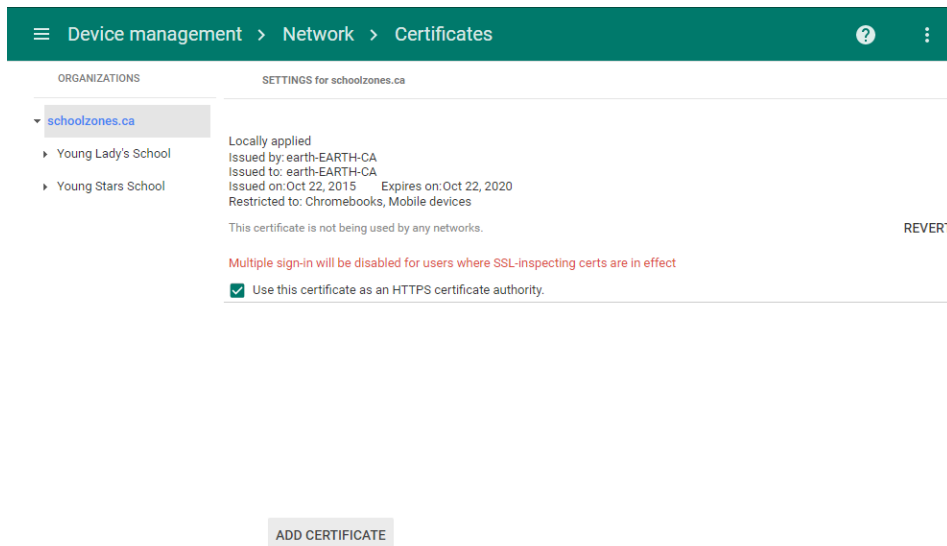 Device management > Network > Certificates
ORGANIZATIONS
SETTINGS for schoolzones.ca
schoolzones.ca
Young Lady's School
Young Stars School
Locally applied
Issued by: earth-EARTH-CA
Issued to: earth-EARTH-CA
Issued on:Oct 22, 2015 Expires on:Oct 22, 2020
Restricted to: Chromebooks, Mobile devices
This certificate is not being used by any networks.
REVERT
Multiple sign-in will be disabled for users where SSL-inspecting certs are in effect
Use this certificate as an HTTPS certificate authority.
ADD CERTIFICATE